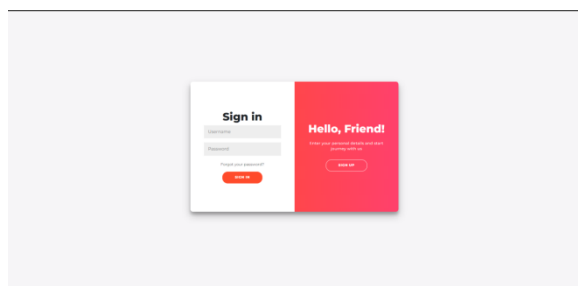 Sign in
Username
Password
Forgot your password?
SIGN IN
Hello, Friend!
Enter your personal details and start
journey with us
SIGN UP